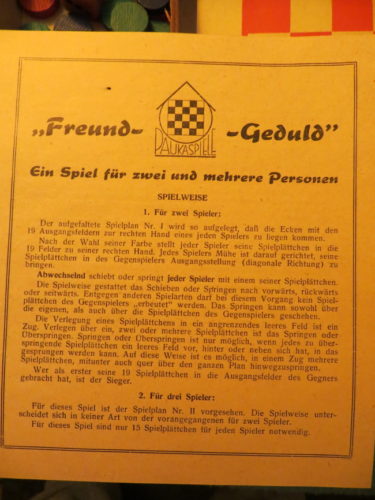 „Freund-
-Geduld”
DAUKASPIELE
Ein Spiel für zwei und mehrere Personen
SPIELWEISE
1. Für zwei Spieler:
Der aufgefaltete Spielplan Nr. I wird so aufgelegt, daß die Ecken mit den
19 Ausgangsfeldern zur rechten Hand eines jeden Spielers zu liegen kommen.
Nach der Wahl seiner Farbe stellt jeder Spieler seine Spielplättchen in die
19 Felder zu seiner rechten Hand. Jedes Spielers Mühe ist darauf gerichtet, seine
Spielplättchen in des Gegenspielers Ausgangsstellung (diagonale Richtung) zu
bringen.
Abwechselnd schiebt oder springt jeder Spieler mit einem seiner Spielplättchen.
Die Spielweise gestattet das Schieben oder Springen nach vorwärts, rückwärts
oder seitwärts. Entgegen anderen Spielarten darf bei diesem Vorgang kein Spiel-
plättchen des Gegenspielers „erbeutet” werden. Das Springen kann sowohl über
die eigenen, als auch über die Spielplättchen des Gegenspielers geschehen.
Die Verlegung eines Spielplättchens in ein angrenzendes leeres Feld ist ein
Zug. Verlegen über ein, zwei oder mehrere Spielplättchen ist das Springen oder
Überspringen. Springen oder Überspringen ist nur möglich, wenn jedes zu über-
springende Spielplättchen ein leeres Feld vor, hinter oder neben sich hat, in das
gesprungen werden kann. Auf diese Weise ist es möglich, in einem Zug mehrere
Spielplättchen, mitunter auch quer über den ganzen Plan hinwegzuspringen.
Wer als erster seine 19 Spielplättchen in die Ausgangsfelder des Gegners
gebracht hat, ist der Sieger.
2. Für drei Spieler:
Für dieses Spiel ist der Spielplan Nr. II vorgesehen. Die Spielweise unter-
scheidet sich in keiner Art von der vorangegangenen für zwei Spieler.
Für dieses Spiel sind nur 15 Spielplättchen für jeden Spieler notwendig.